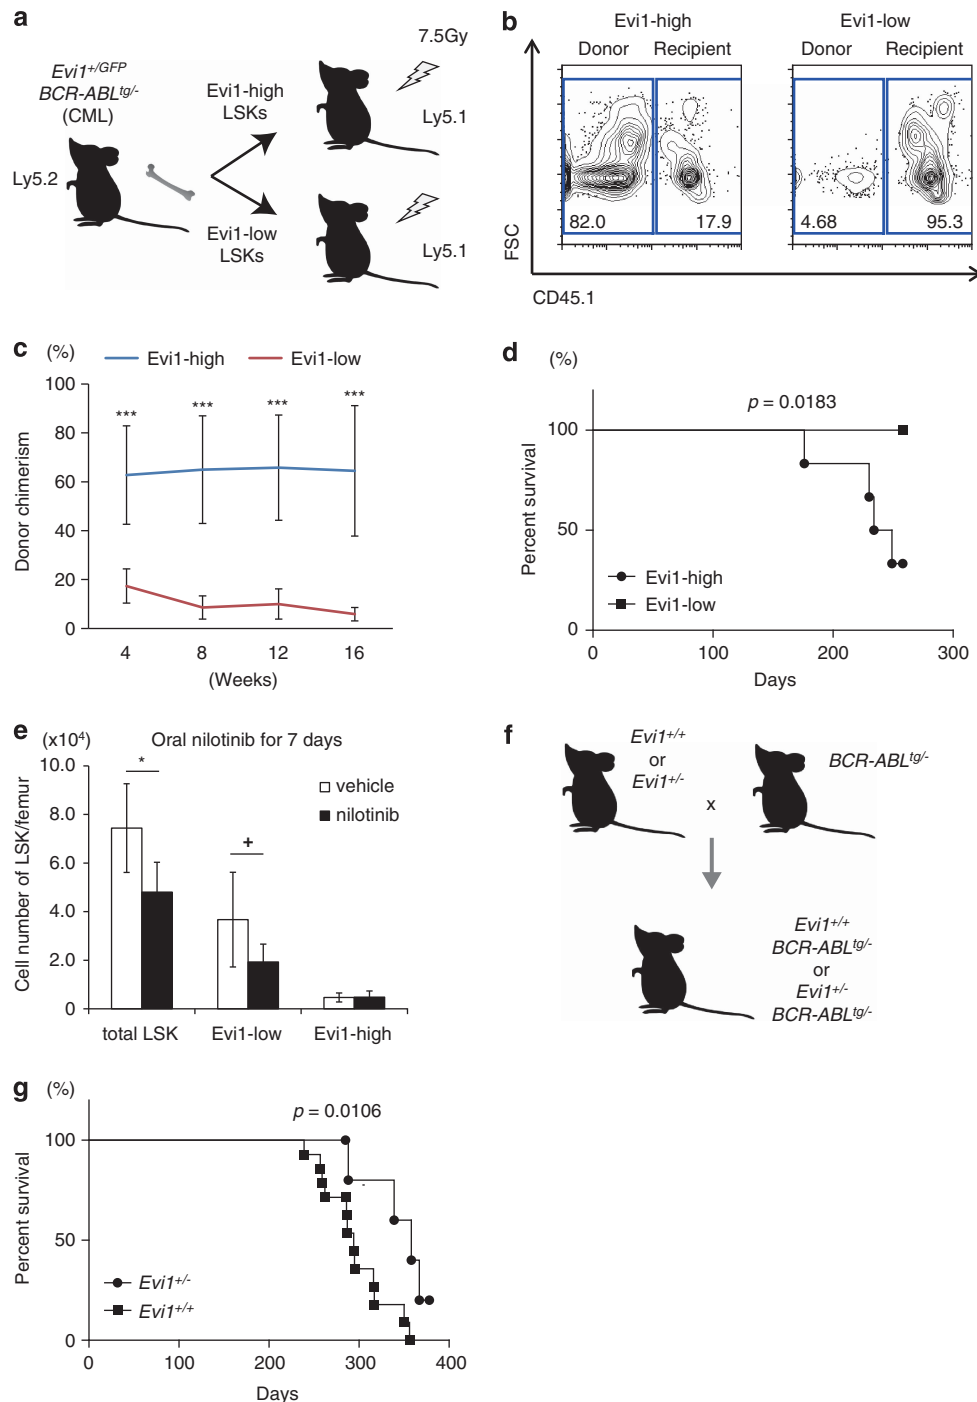 a
7.5Gy
Evi1+/GFP
BCR-ABLtg/-
(CML)
Evi1-high
LSKs
Ly5.1
Ly5.2
Evi1-low
LSKs
Ly5.1
b
Evi1-high
Evi1-low
Donor
Recipient
Donor
Recipient
82.0
17.9
4.68
95.3
FSC
CD45.1
c
(%)
Evi1-high
Evi1-low
100
80
60
40
20
0
***
***
***
***
Donor chimerism
4
8
12
16
(Weeks)
d
(%)
p = 0.0183
100
50
0
Percent survival
Evi1-high
Evi1-low
0
100
200
300
Days
e
(x10⁴)
Oral nilotinib for 7 days
10.0
8.0
6.0
4.0
2.0
0
*
+
vehicle
nilotinib
Cell number of LSK/femur
total LSK
Evi1-low
Evi1-high
f
Evi1+/+
or
Evi1+/-
x
BCR-ABLtg/-
Evi1+/+
BCR-ABLtg/-
or
Evi1+/-
BCR-ABLtg/-
g
(%)
p = 0.0106
100
50
0
Percent survival
Evi1+/-
Evi1+/+
0
100
200
300
400
Days